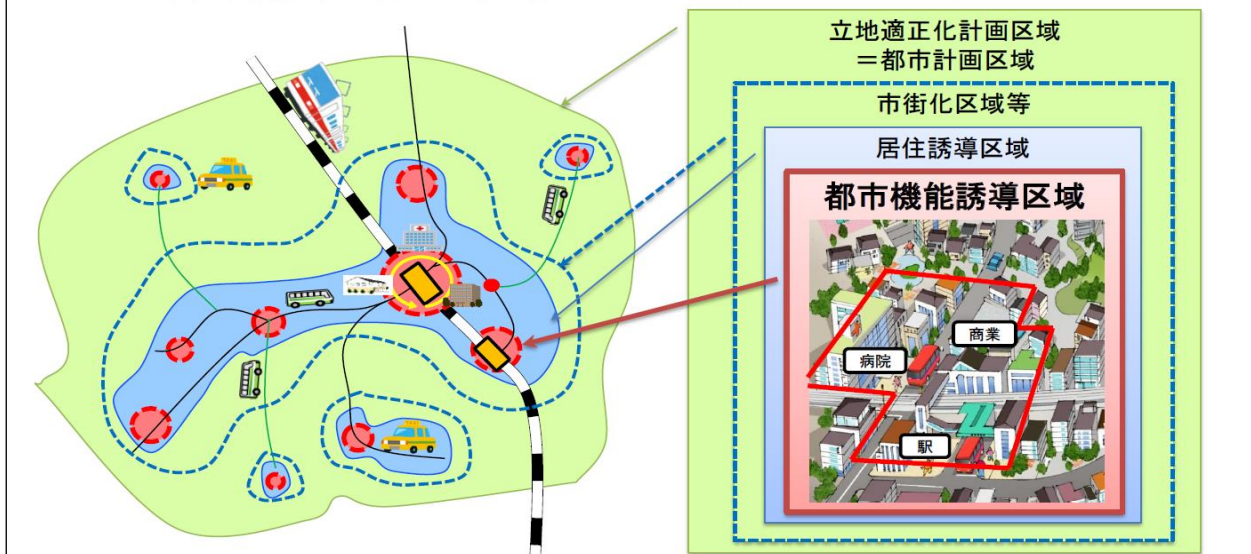 立地適正化計画区域
＝都市計画区域
市街化区域等
居住誘導区域
都市機能誘導区域
商業
病院
駅
TAXI
TAXI